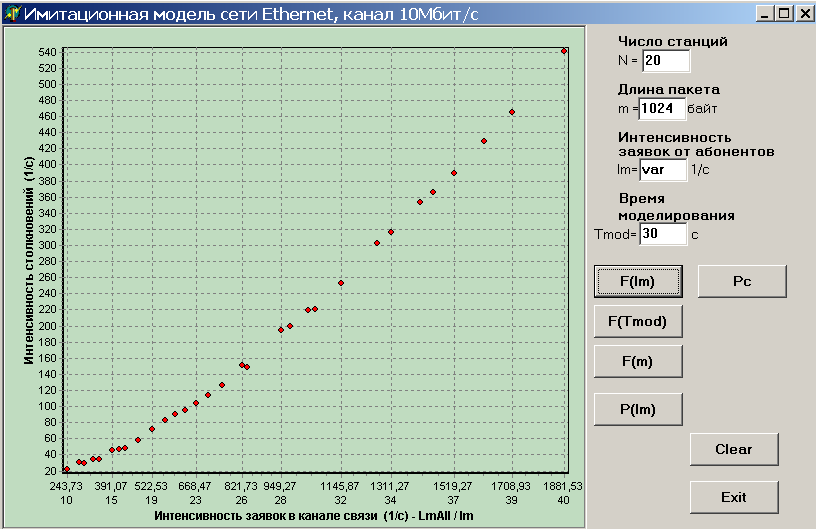 Имитационная модель сети Ethernet, канал 10Мбит/с
540
520
500
480
460
440
420
400
380
360
340
320
300
280
260
240
220
200
180
160
140
120
100
80
60
40
20
Интенсивность столкновений (1/с)
243,73 391,07 522,53 668,47 821,73 949,27 1145,87 1311,27 1519,27 1708,93 1881,53
10 15 19 23 26 28 32 34 37 39 40
Интенсивность заявок в канале связи (1/с) - LmAll / lm
Число станций
N = 20
Длина пакета
m = 1024 байт
Интенсивность
заявок от абонентов
lm= var 1/с
Время
моделирования
Tmod= 30 с
F(lm) Pc
F(Tmod)
F(m)
P(lm)
Clear
Exit